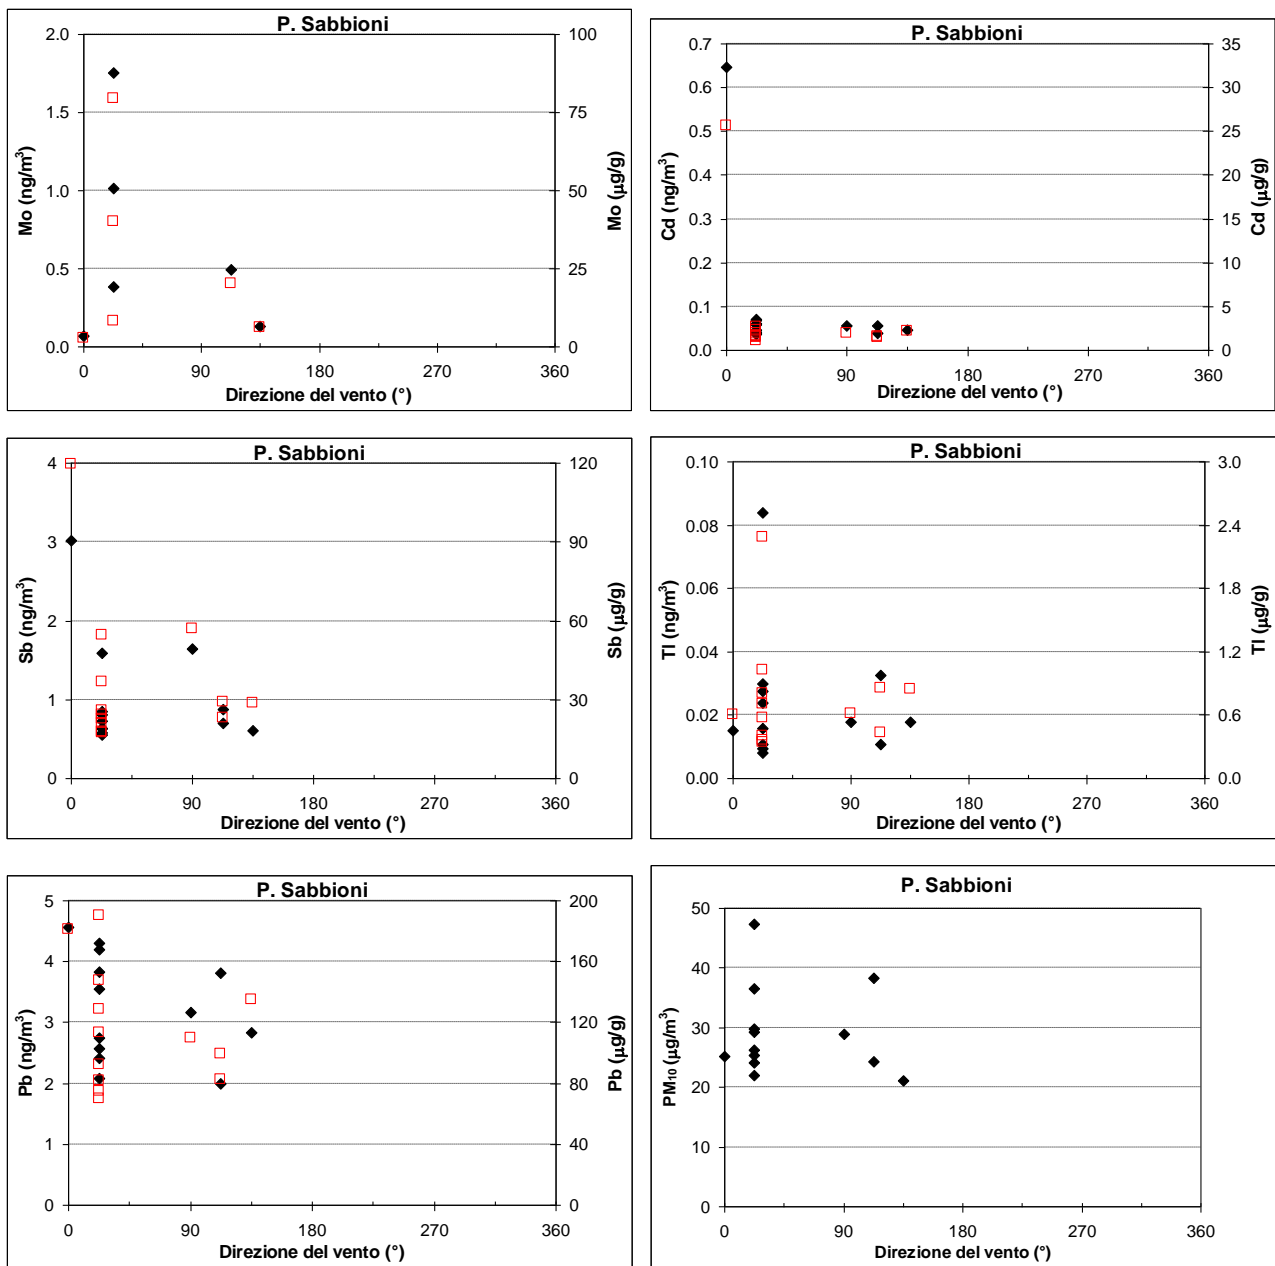 P. Sabbioni
2.0
1.5
1.0
0.5
0.0
100
75
50
25
0
0 90 180 270 360
Mo (ng/m³)
Mo (µg/g)
Direzione del vento (°)
P. Sabbioni
0.7
0.6
0.5
0.4
0.3
0.2
0.1
0.0
35
30
25
20
15
10
5
0
0 90 180 270 360
Cd (ng/m³)
Cd (µg/g)
Direzione del vento (°)
P. Sabbioni
4
3
2
1
0
120
90
60
30
0
0 90 180 270 360
Sb (ng/m³)
Sb (µg/g)
Direzione del vento (°)
P. Sabbioni
0.10
0.08
0.06
0.04
0.02
0.00
3.0
2.4
1.8
1.2
0.6
0.0
0 90 180 270 360
Tl (ng/m³)
Tl (µg/g)
Direzione del vento (°)
P. Sabbioni
5
4
3
2
1
0
200
160
120
80
40
0
0 90 180 270 360
Pb (ng/m³)
Pb (µg/g)
Direzione del vento (°)
P. Sabbioni
50
40
30
20
10
0
0 90 180 270 360
PM₁₀ (µg/m³)
Direzione del vento (°)